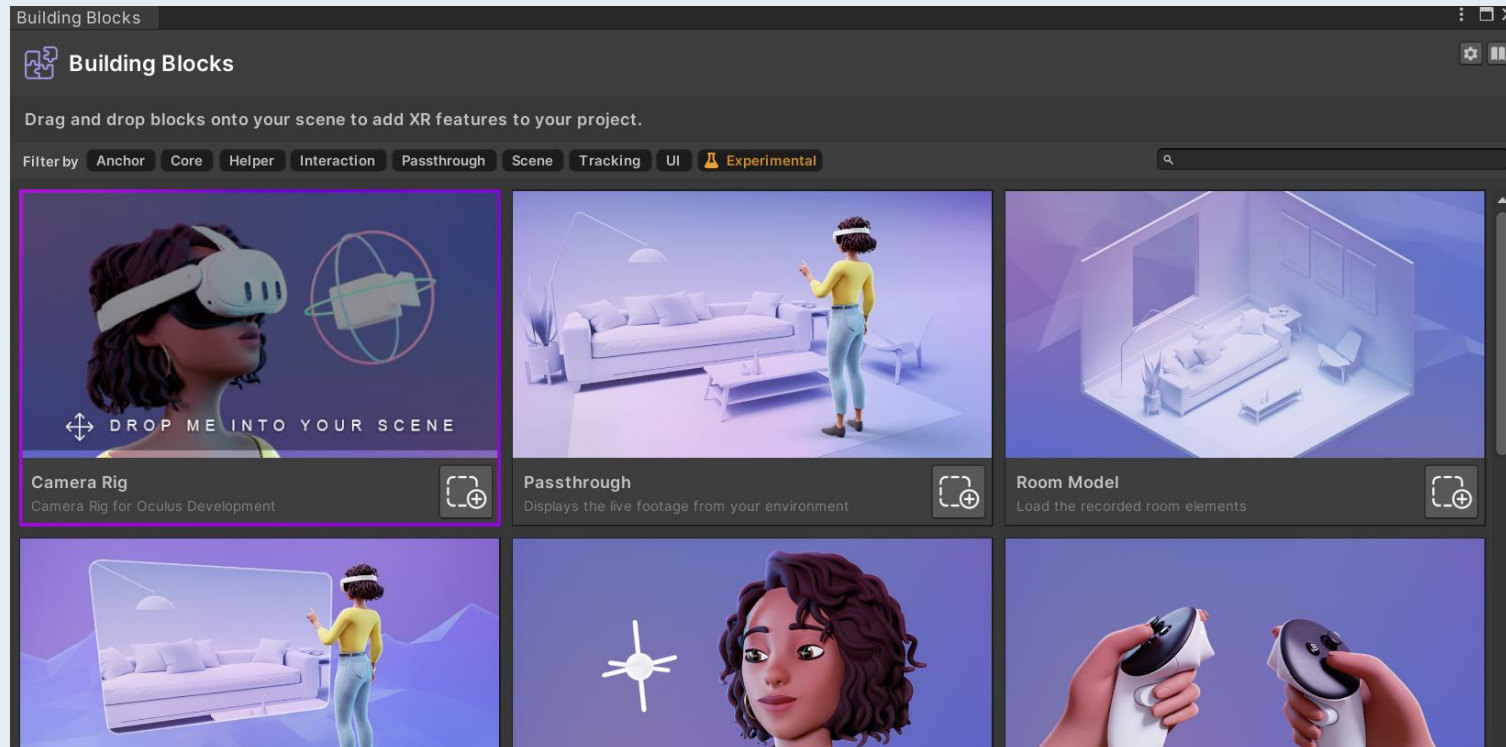 Building Blocks
Building Blocks
Drag and drop blocks onto your scene to add XR features to your project.
Filter by Anchor Core Helper Interaction Passthrough Scene Tracking UI Experimental
DROP ME INTO YOUR SCENE
Camera Rig
Camera Rig for Oculus Development
Passthrough
Displays the live footage from your environment
Room Model
Load the recorded room elements